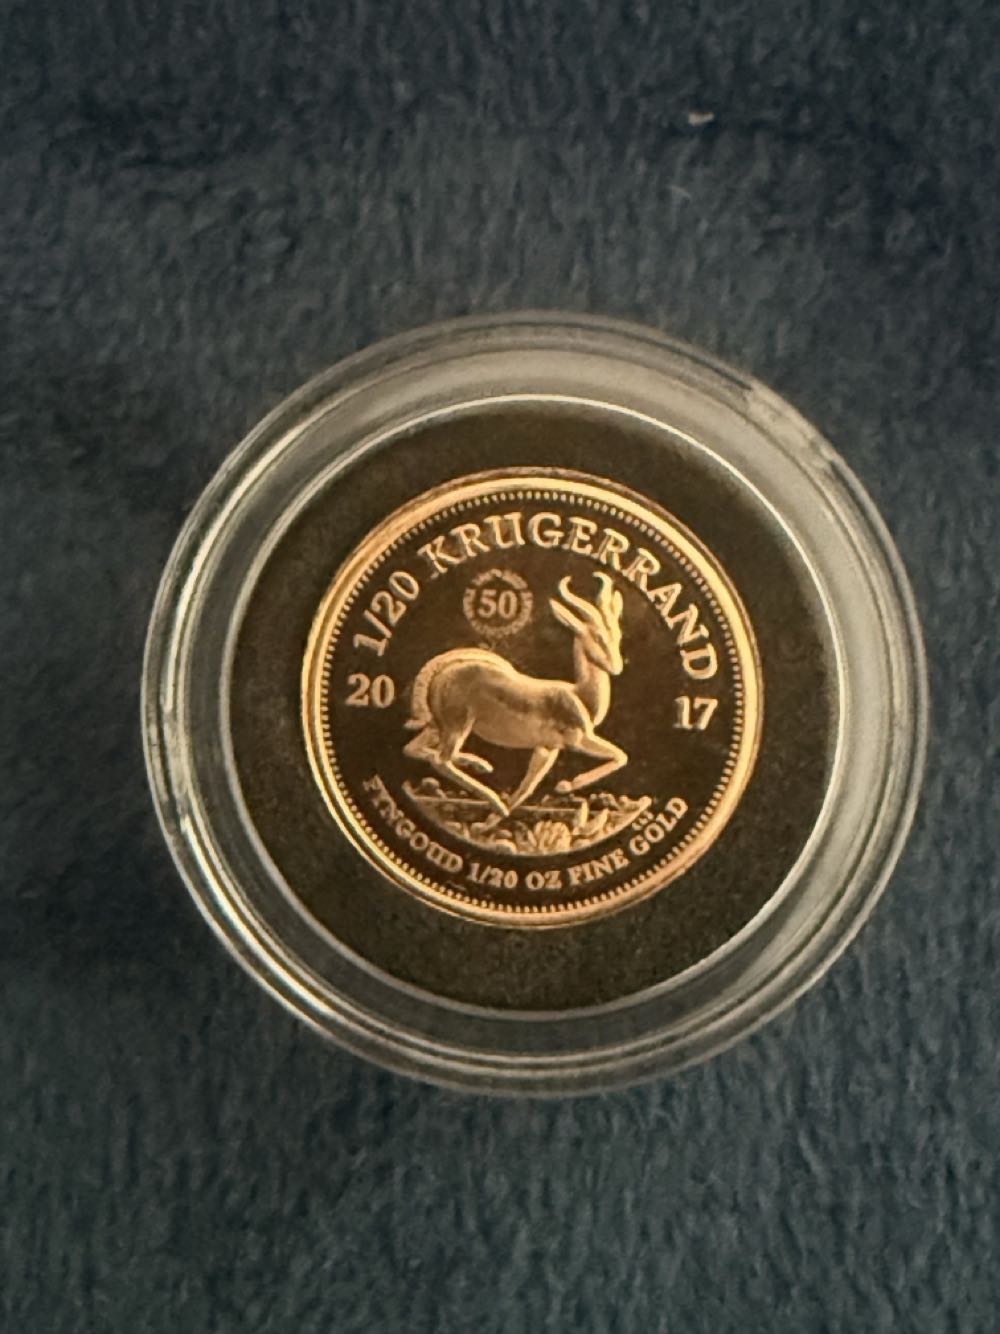 1/20 KRUGERRAND
50
20 17
FYNGOUD 1/20 OZ FINE GOLD